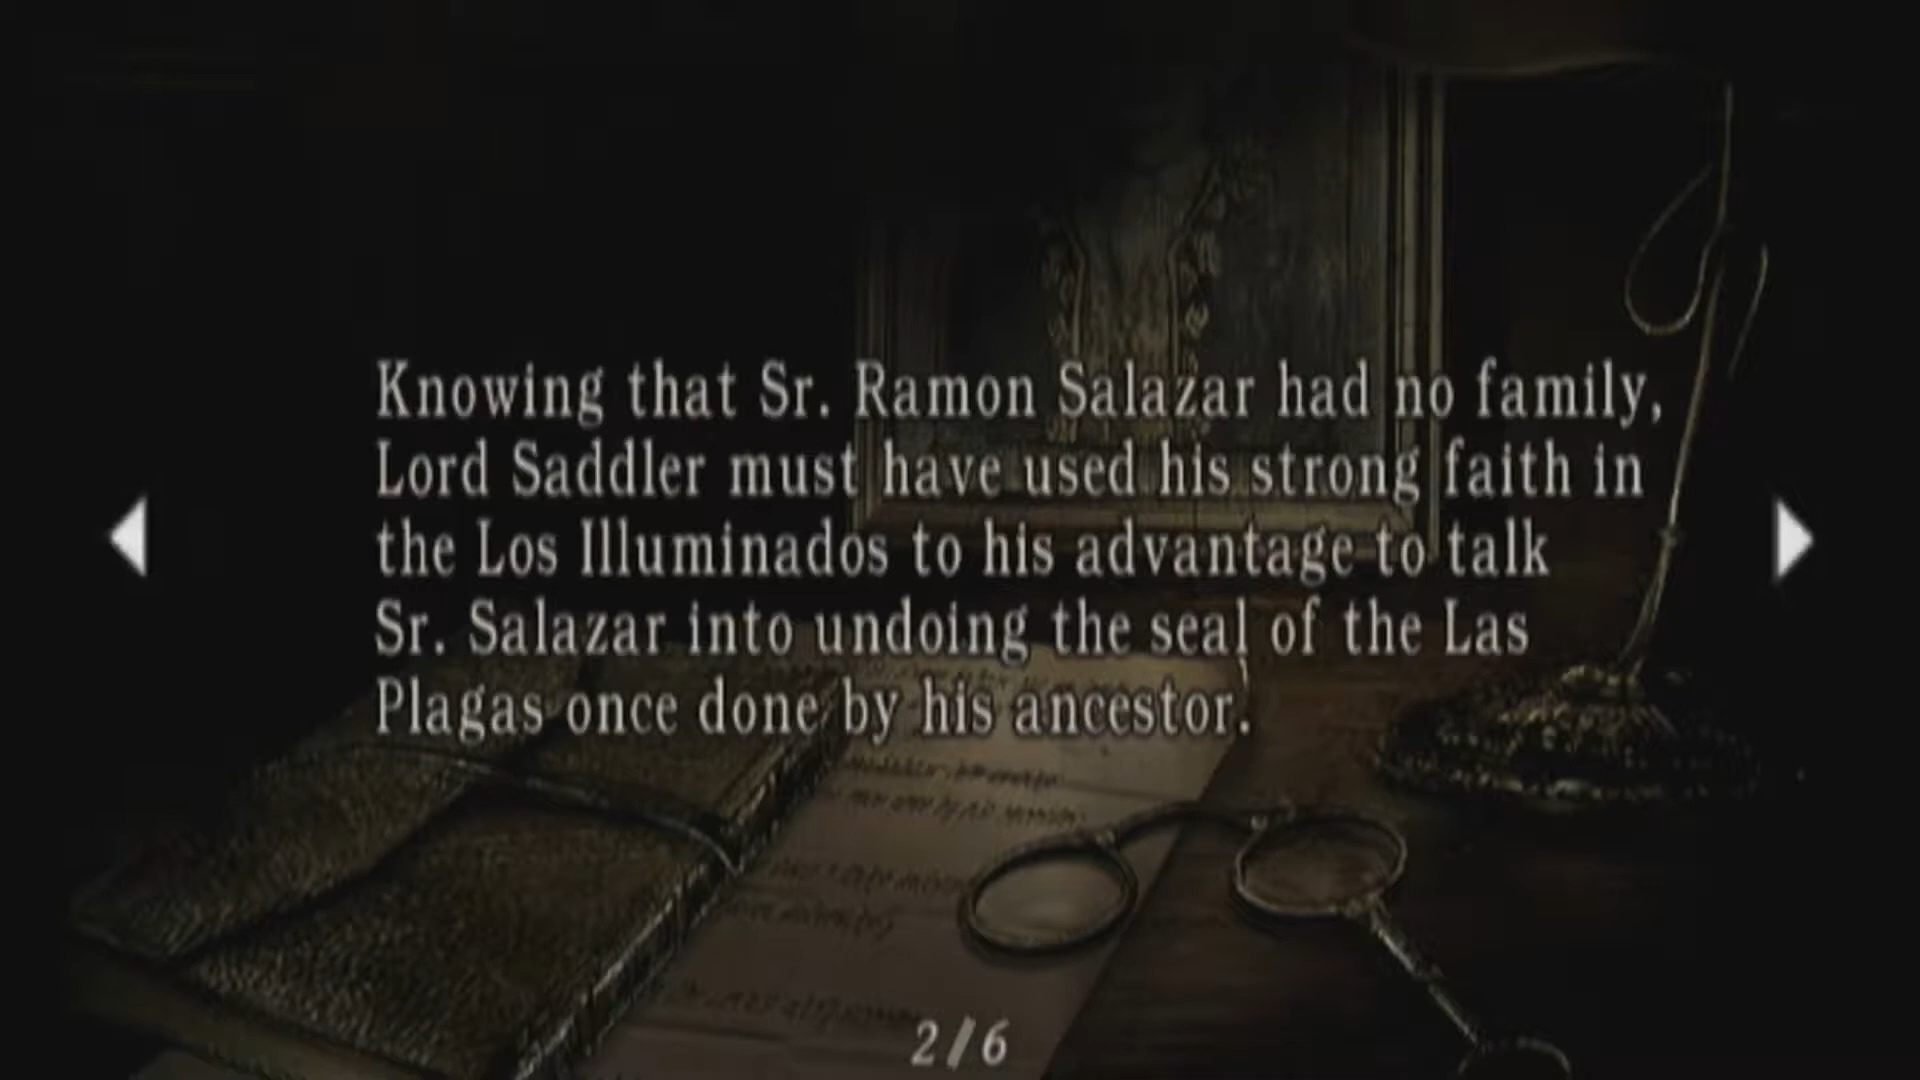 Knowing that Sr. Ramon Salazar had no family,
Lord Saddler must have used his strong faith in
the Los Illuminados to his advantage to talk
Sr. Salazar into undoing the seal of the Las
Plagas once done by his ancestor.
2/6